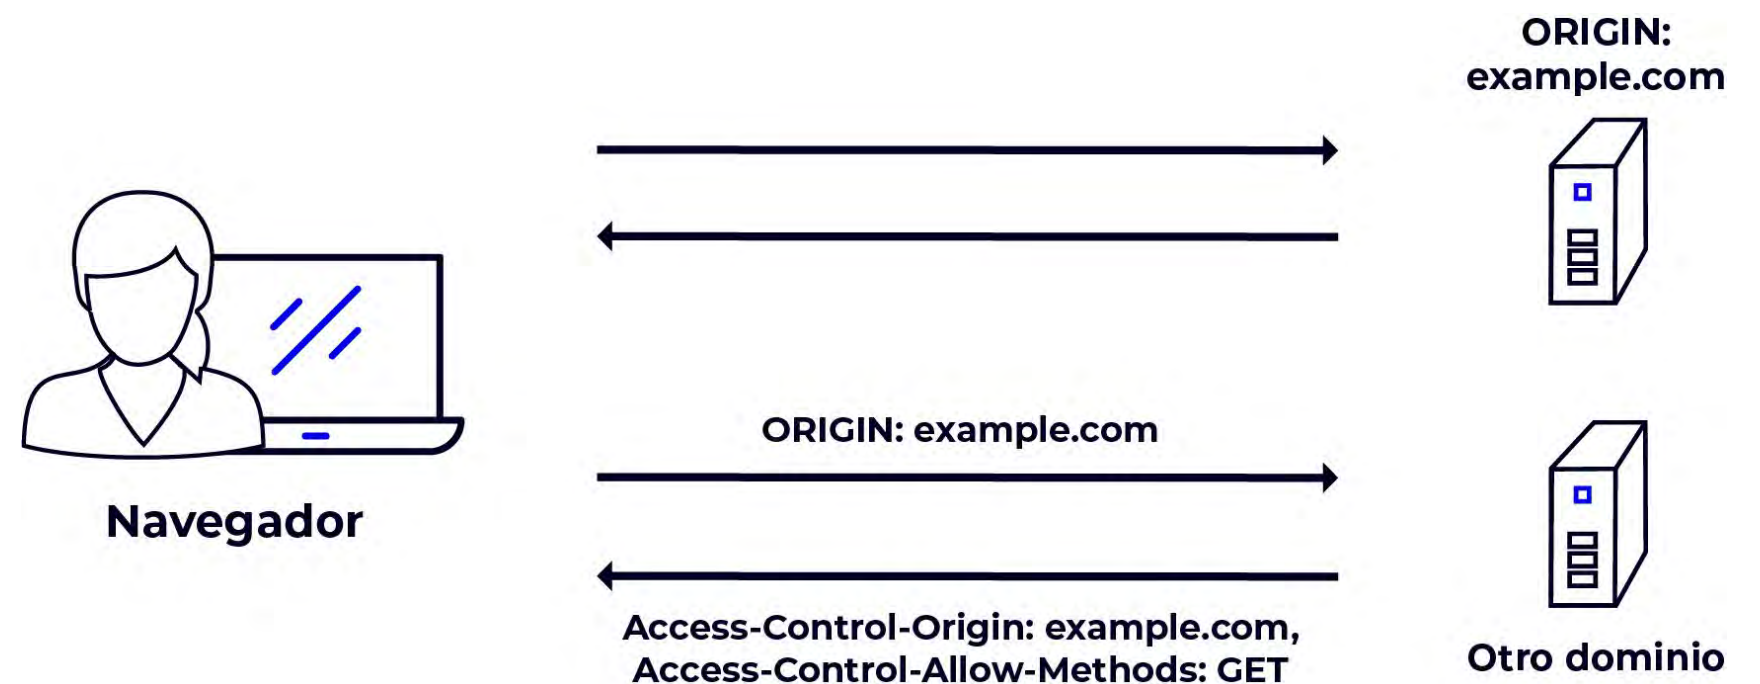 ORIGIN:
example.com
ORIGIN: example.com
Navegador
Access-Control-Origin: example.com,
Access-Control-Allow-Methods: GET
Otro dominio